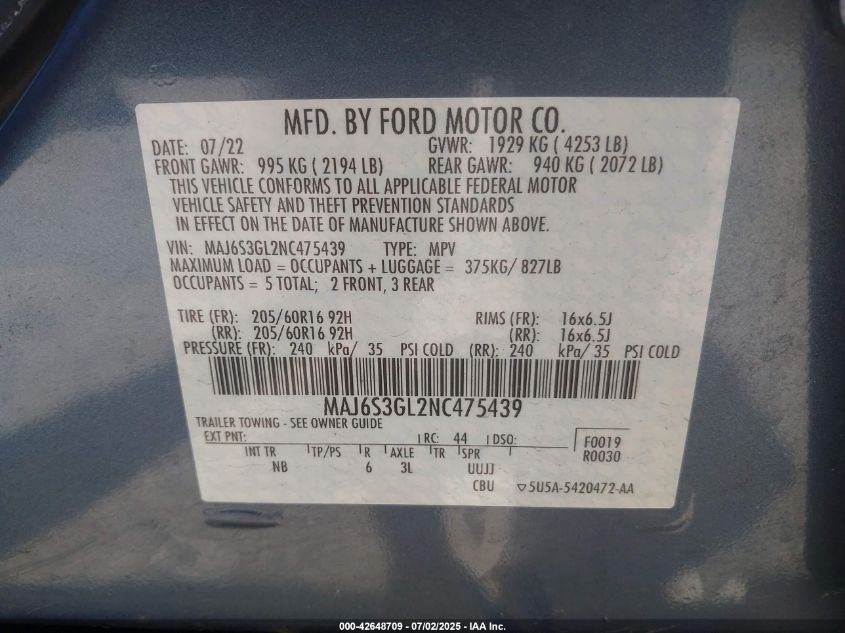 MFD. BY FORD MOTOR CO.
DATE: 07/22 GVWR: 1929 KG ( 4253 LB)
FRONT GAWR: 995 KG ( 2194 LB) REAR GAWR: 940 KG ( 2072 LB)
THIS VEHICLE CONFORMS TO ALL APPLICABLE FEDERAL MOTOR
VEHICLE SAFETY AND THEFT PREVENTION STANDARDS
IN EFFECT ON THE DATE OF MANUFACTURE SHOWN ABOVE.
VIN: MAJ6S3GL2NC475439 TYPE: MPV
MAXIMUM LOAD = OCCUPANTS + LUGGAGE = 375KG/ 827LB
OCCUPANTS = 5 TOTAL; 2 FRONT, 3 REAR
TIRE (FR): 205/60R16 92H RIMS (FR): 16x6.5J
(RR): 205/60R16 92H (RR): 16x6.5J
PRESSURE (FR): 240 kPa/ 35 PSI COLD (RR): 240 kPa/ 35 PSI COLD
MAJ6S3GL2NC475439
TRAILER TOWING - SEE OWNER GUIDE
EXT PNT: RC: 44 DSO: F0019
R0030
INT TR TP/PS R AXLE TR SPR
NB 6 3L UUJJ
CBU ▽5U5A-5420472-AA
000-42648709 - 07/02/2025 - IAA Inc.